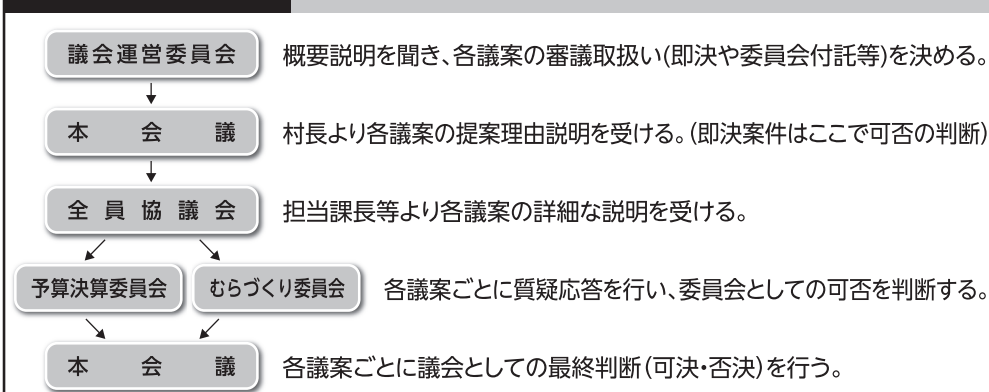 議会運営委員会 概要説明を聞き、各議案の審議取扱い(即決や委員会付託等)を決める。
本会議 村長より各議案の提案理由説明を受ける。(即決案件はここで可否の判断)
全員協議会 担当課長等より各議案の詳細な説明を受ける。
予算決算委員会 むらづくり委員会 各議案ごとに質疑応答を行い、委員会としての可否を判断する。
本会議 各議案ごとに議会としての最終判断(可決・否決)を行う。